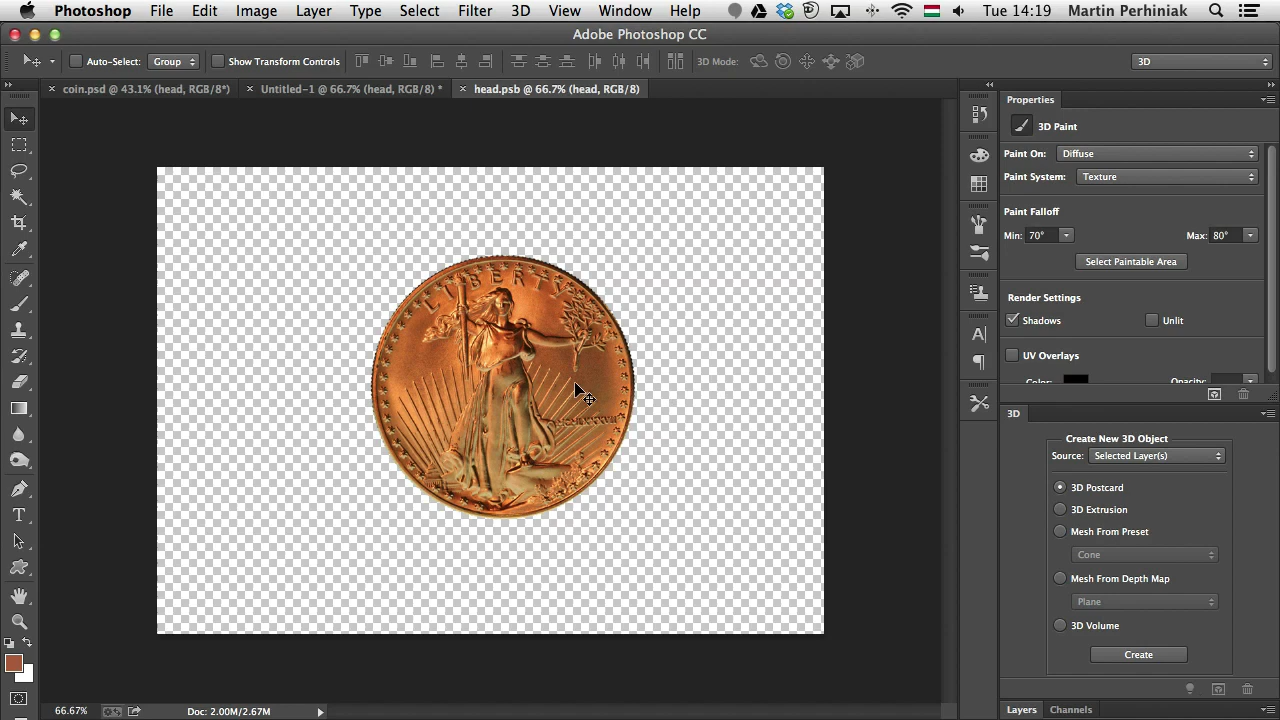 Photoshop File Edit Image Layer Type Select Filter 3D View Window Help Tue 14:19 Martin Perhiniak
Adobe Photoshop CC
Auto-Select: Group Show Transform Controls 3D Mode: 3D
× coin.psd @ 43.1% (head, RGB/8*) × Untitled-1 @ 66.7% (head, RGB/8) * × head.psb @ 66.7% (head, RGB/8)
Properties
3D Paint
Paint On: Diffuse
Paint System: Texture
Paint Falloff
Min: 70° Max: 80°
Select Paintable Area
Render Settings
Shadows Unlit
UV Overlays
Color: Opacity:
LIBERTY
3D
Create New 3D Object
Source: Selected Layer(s)
3D Postcard
3D Extrusion
Mesh From Preset
Cone
Mesh From Depth Map
Plane
3D Volume
Create
66.67% Doc: 2.00M/2.67M
Layers Channels